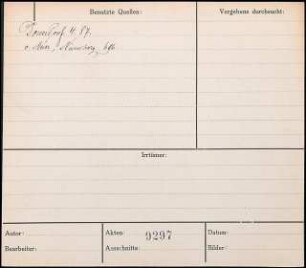 Benutzte Quellen:
Vergebens durchsucht:
Irrtümer:
Autor:
Akten:
9297
Datum:
Bearbeiter:
Ausschnitte:
Bilder: